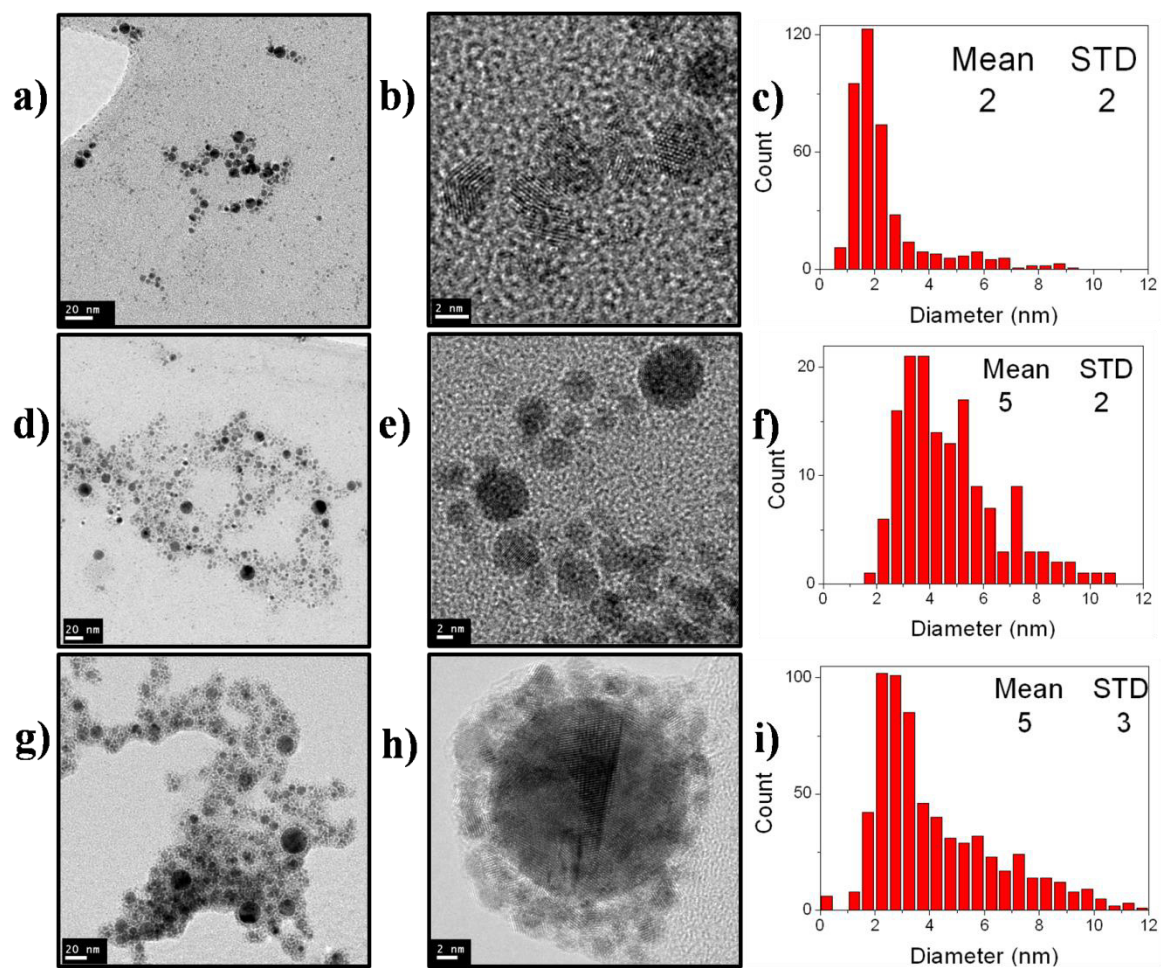 a)
20 nm
b)
2 nm
c)
120
60
0
Count
Mean STD
2 2
0 2 4 6 8 10 12
Diameter (nm)
d)
20 nm
e)
2 nm
f)
20
10
0
Count
Mean STD
5 2
0 2 4 6 8 10 12
Diameter (nm)
g)
20 nm
h)
2 nm
i)
100
50
0
Count
Mean STD
5 3
0 2 4 6 8 10 12
Diameter (nm)